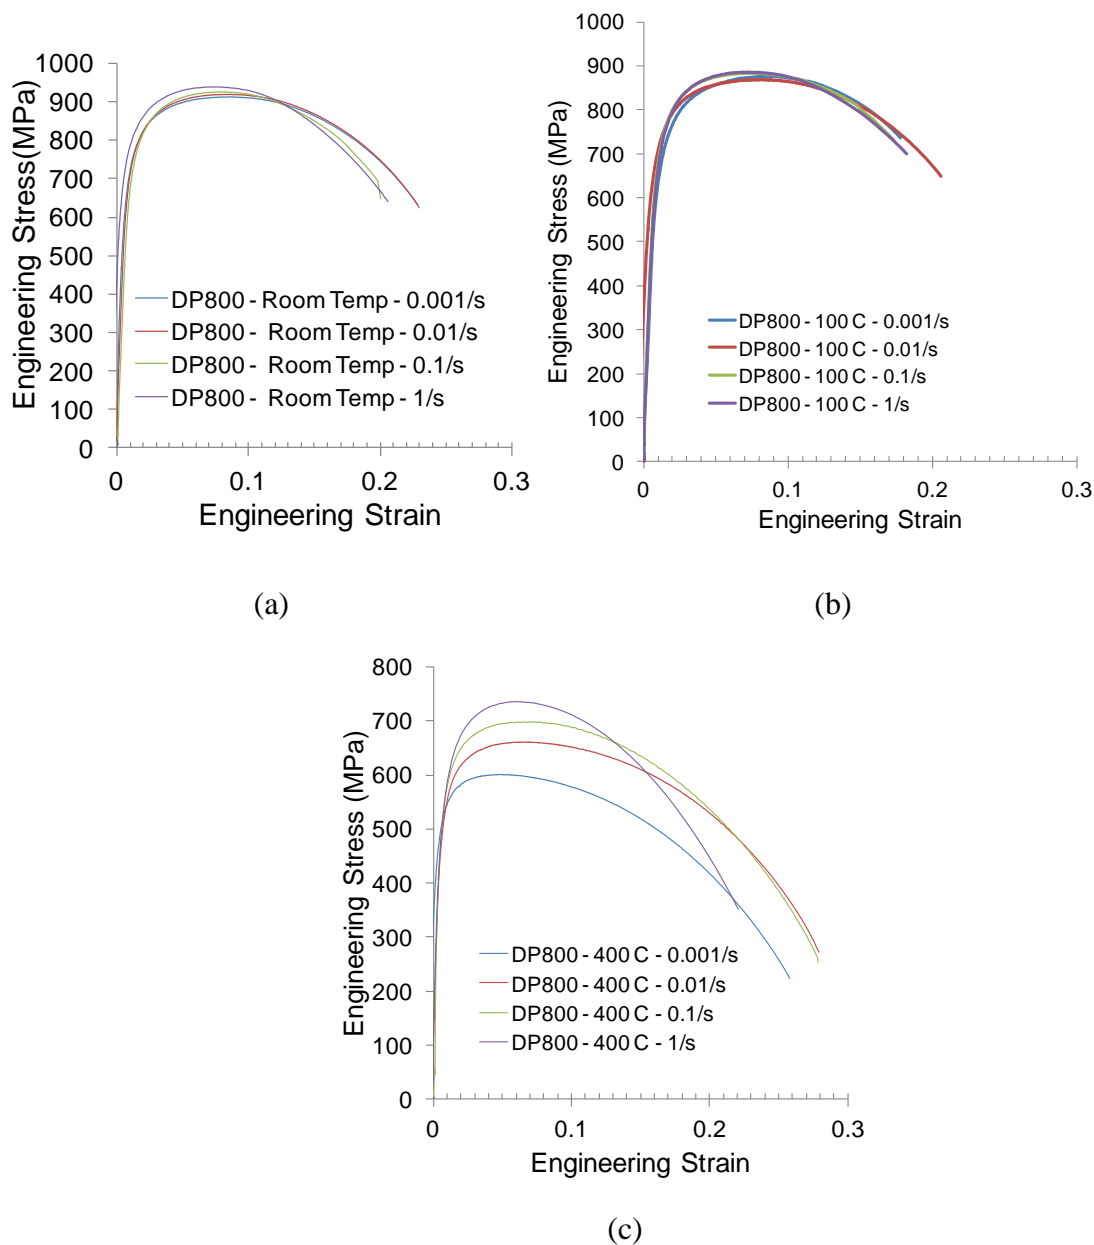 1000
900
800
700
600
500
400
300
200
100
0
Engineering Stress(MPa)
DP800 - Room Temp - 0.001/s
DP800 - Room Temp - 0.01/s
DP800 - Room Temp - 0.1/s
DP800 - Room Temp - 1/s
0 0.1 0.2 0.3
Engineering Strain
(a)
1000
900
800
700
600
500
400
300
200
100
0
Engineering Stress (MPa)
DP800 - 100 C - 0.001/s
DP800 - 100 C - 0.01/s
DP800 - 100 C - 0.1/s
DP800 - 100 C - 1/s
0 0.1 0.2 0.3
Engineering Strain
(b)
800
700
600
500
400
300
200
100
0
Engineering Stress (MPa)
DP800 - 400 C - 0.001/s
DP800 - 400 C - 0.01/s
DP800 - 400 C - 0.1/s
DP800 - 400 C - 1/s
0 0.1 0.2 0.3
Engineering Strain
(c)